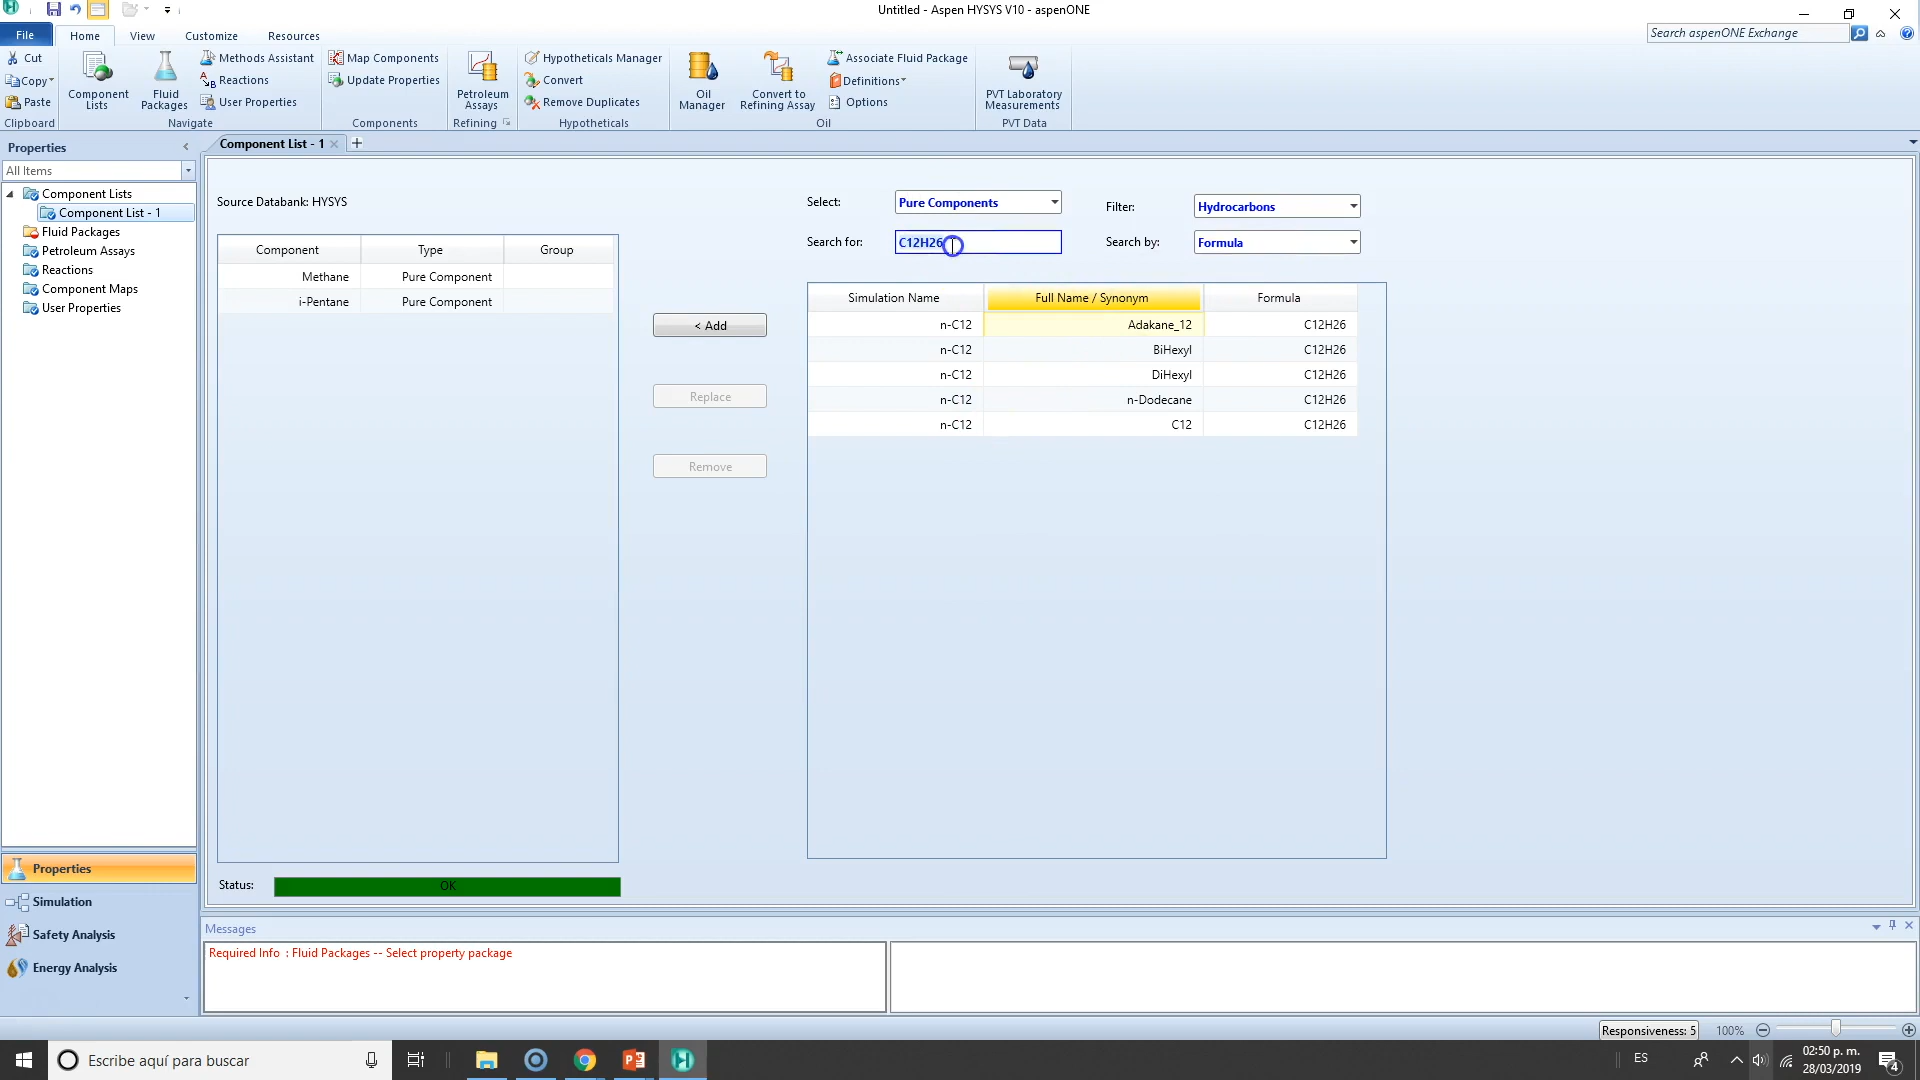 Untitled - Aspen HYSYS V10 - aspenONE
File
Home
View
Customize
Resources
Search aspenONE Exchange
Cut
Copy
Paste
Clipboard
Component Lists
Fluid Packages
Methods Assistant
Reactions
User Properties
Navigate
Map Components
Update Properties
Components
Petroleum Assays
Refining
Hypotheticals Manager
Convert
Remove Duplicates
Hypotheticals
Oil Manager
Convert to Refining Assay
Associate Fluid Package
Definitions
Options
Oil
PVT Laboratory Measurements
PVT Data
Properties
All Items
Component Lists
Component List - 1
Fluid Packages
Petroleum Assays
Reactions
Component Maps
User Properties
Properties
Simulation
Safety Analysis
Energy Analysis
Component List - 1
Source Databank: HYSYS
Component Type Group
Methane Pure Component
i-Pentane Pure Component
< Add
Replace
Remove
Select: Pure Components
Filter: Hydrocarbons
Search for: C12H26
Search by: Formula
Simulation Name Full Name / Synonym Formula
n-C12 Adakane_12 C12H26
n-C12 BiHexyl C12H26
n-C12 DiHexyl C12H26
n-C12 n-Dodecane C12H26
n-C12 C12 C12H26
Status: OK
Messages
Required Info : Fluid Packages -- Select property package
Responsiveness: 5
100%
Escribe aquí para buscar
ES
02:50 p. m.
28/03/2019
4